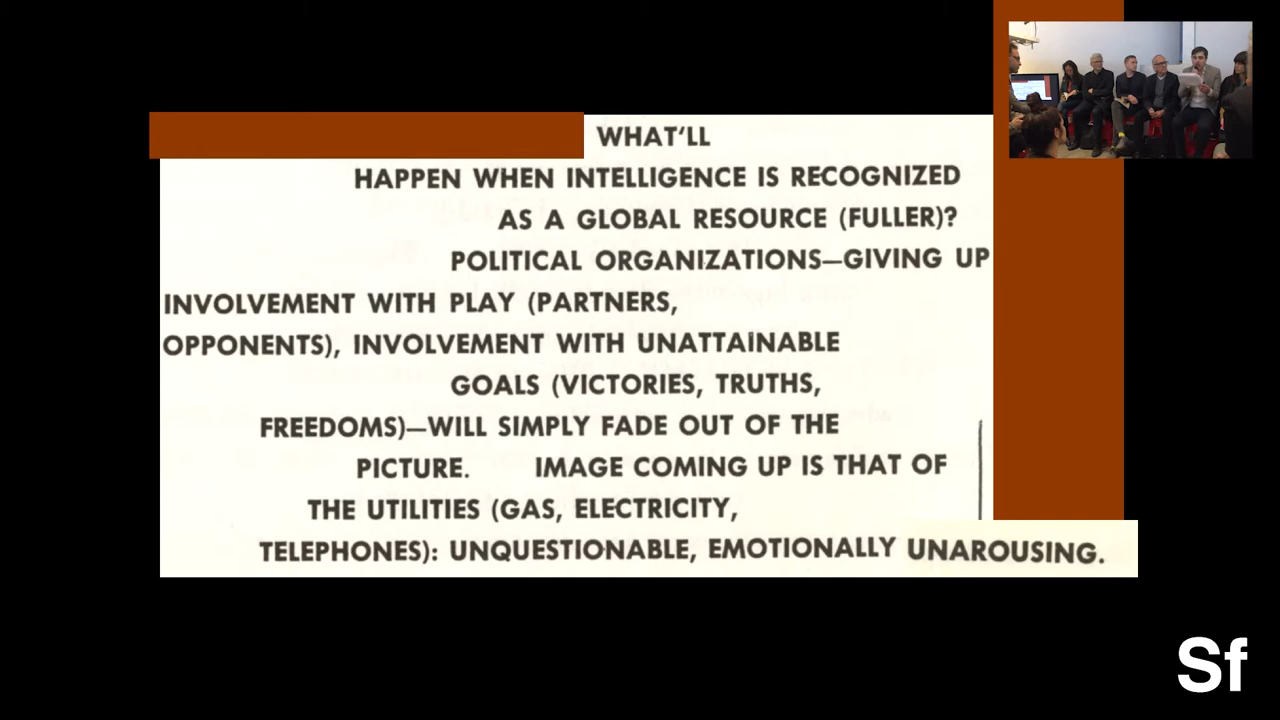 WHAT'LL
HAPPEN WHEN INTELLIGENCE IS RECOGNIZED
AS A GLOBAL RESOURCE (FULLER)?
POLITICAL ORGANIZATIONS—GIVING UP
INVOLVEMENT WITH PLAY (PARTNERS,
OPPONENTS), INVOLVEMENT WITH UNATTAINABLE
GOALS (VICTORIES, TRUTHS,
FREEDOMS)—WILL SIMPLY FADE OUT OF THE
PICTURE. IMAGE COMING UP IS THAT OF
THE UTILITIES (GAS, ELECTRICITY,
TELEPHONES): UNQUESTIONABLE, EMOTIONALLY UNAROUSING.
Sf